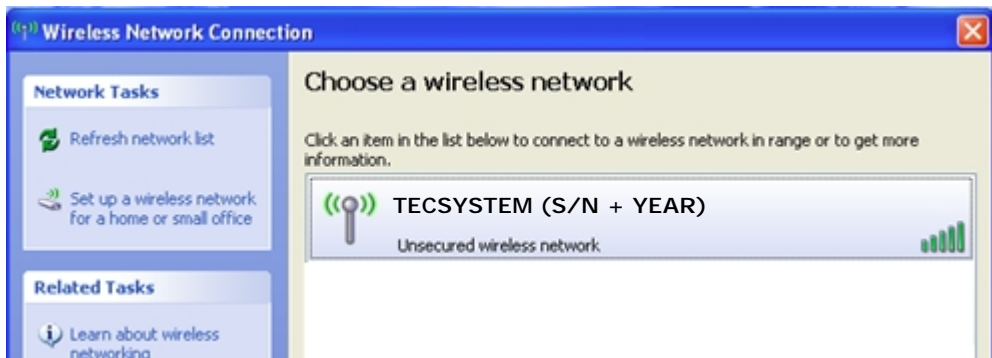 Wireless Network Connection
Network Tasks
Refresh network list
Set up a wireless network
for a home or small office
Related Tasks
Learn about wireless
networking
Choose a wireless network
Click an item in the list below to connect to a wireless network in range or to get more
information.
TECSYSTEM (S/N + YEAR)
Unsecured wireless network